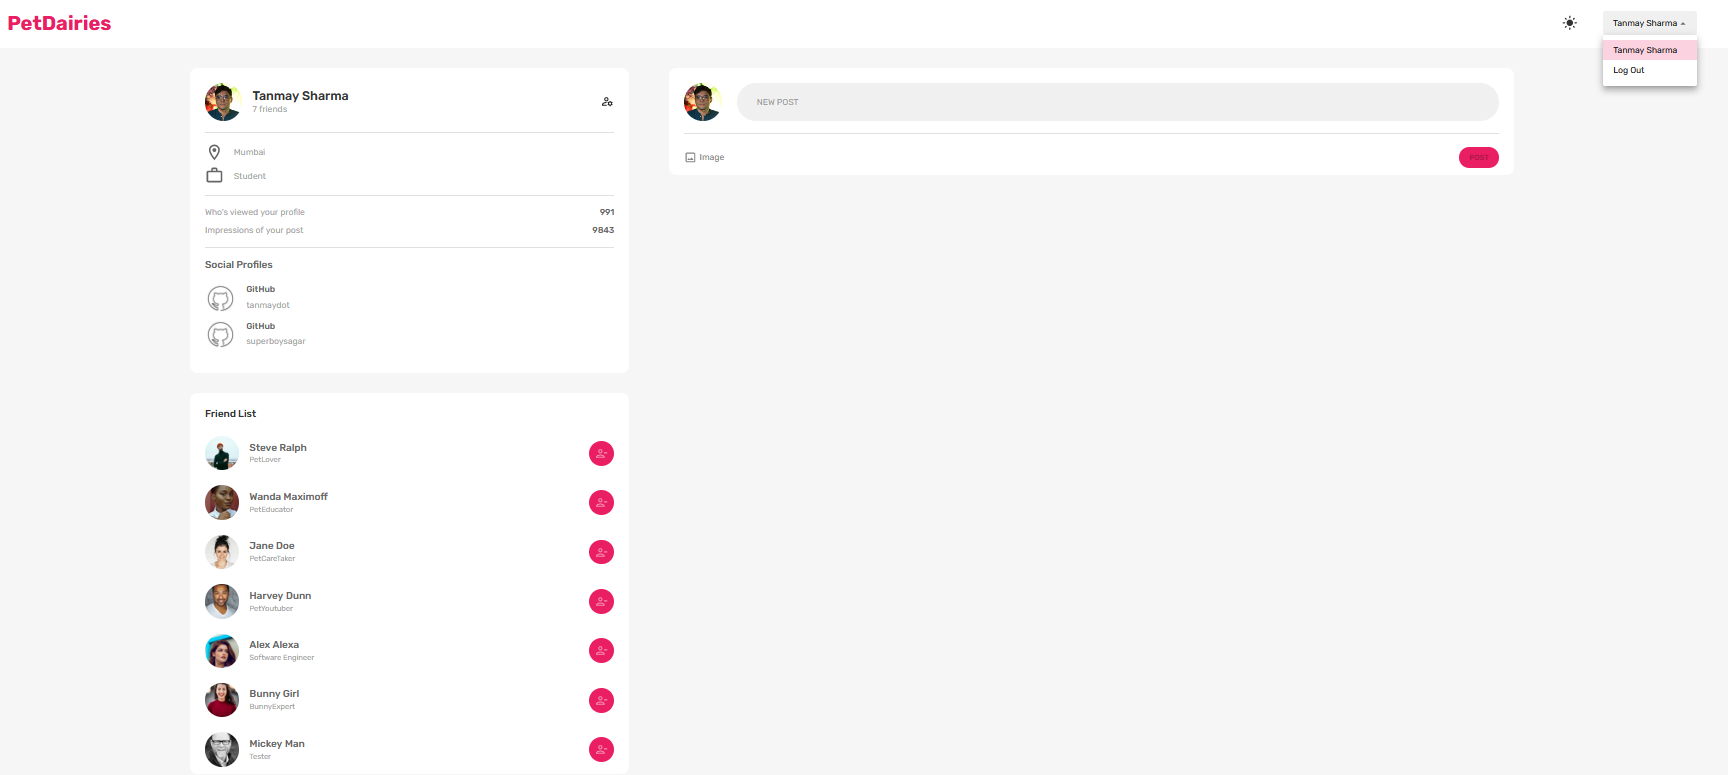 PetDairies
Tanmay Sharma
Tanmay Sharma
Log Out
Tanmay Sharma
7 friends
Mumbai
Student
Who's viewed your profile 991
Impressions of your post 9843
Social Profiles
GitHub
tanmaydot
GitHub
superboysagar
NEW POST
Image
POST
Friend List
Steve Ralph
PetLover
Wanda Maximoff
PetEducator
Jane Doe
PetCareTaker
Harvey Dunn
PetYoutuber
Alex Alexa
Software Engineer
Bunny Girl
BunnyExpert
Mickey Man
Tester